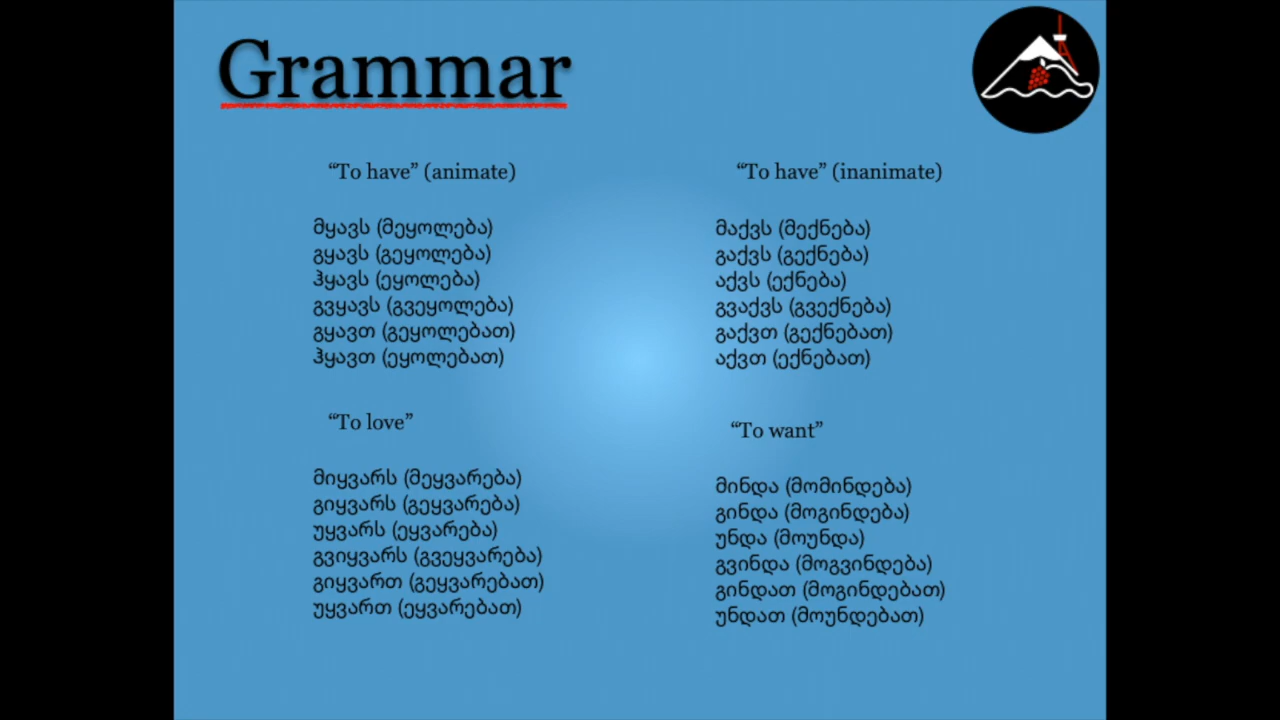 Grammar
“To have” (animate)
მყავს (მეყოლება)
გყავს (გეყოლება)
ჰყავს (ეყოლება)
გვყავს (გვეყოლება)
გყავთ (გეყოლებათ)
ჰყავთ (ეყოლებათ)
“To have” (inanimate)
მაქვს (მექნება)
გაქვს (გექნება)
აქვს (ექნება)
გვაქვს (გვექნება)
გაქვთ (გექნებათ)
აქვთ (ექნებათ)
“To love”
მიყვარს (მეყვარება)
გიყვარს (გეყვარება)
უყვარს (ეყვარება)
გვიყვარს (გვეყვარება)
გიყვართ (გეყვარებათ)
უყვართ (ეყვარებათ)
“To want”
მინდა (მომინდება)
გინდა (მოგინდება)
უნდა (მოუნდა)
გვინდა (მოგვინდება)
გინდათ (მოგინდებათ)
უნდათ (მოუნდებათ)